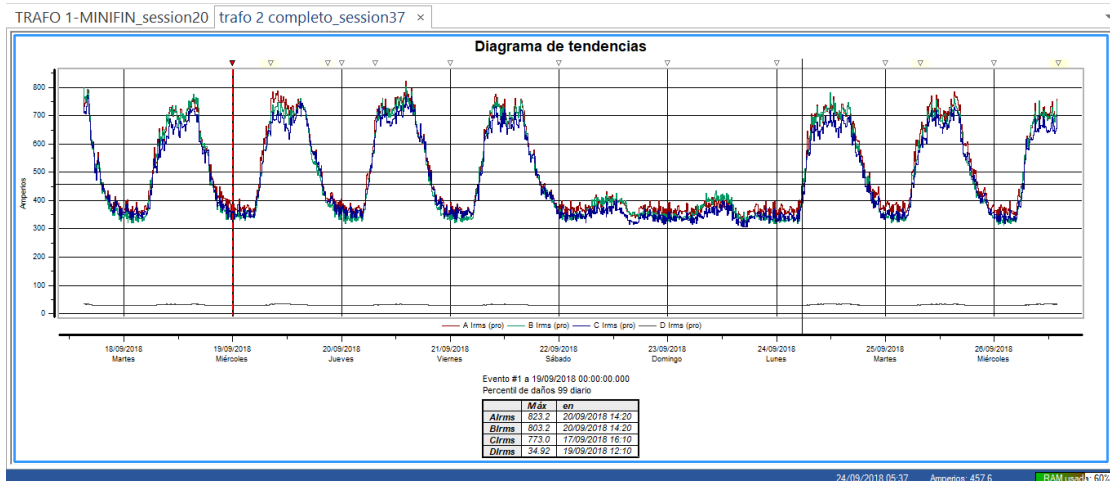 TRAFO 1-MINIFIN_session20 trafo 2 completo_session37 ×
Diagrama de tendencias
800
700
600
500
400
300
200
100
0
Amperios
A Irms (pro) B Irms (pro) C Irms (pro) D Irms (pro)
18/09/2018 19/09/2018 20/09/2018 21/09/2018 22/09/2018 23/09/2018 24/09/2018 25/09/2018 26/09/2018
Martes Miércoles Jueves Viernes Sábado Domingo Lunes Martes Miércoles
Evento #1 a 19/09/2018 00:00:00.000
Percentil de daños 99 diario
Máx en
AIrms 823.2 20/09/2018 14:20
BIrms 803.2 20/09/2018 14:20
CIrms 773.0 17/09/2018 16:10
DIrms 34.92 19/09/2018 12:10
24/09/2018 05:37 Amperios: 457.6 RAM usada: 60%